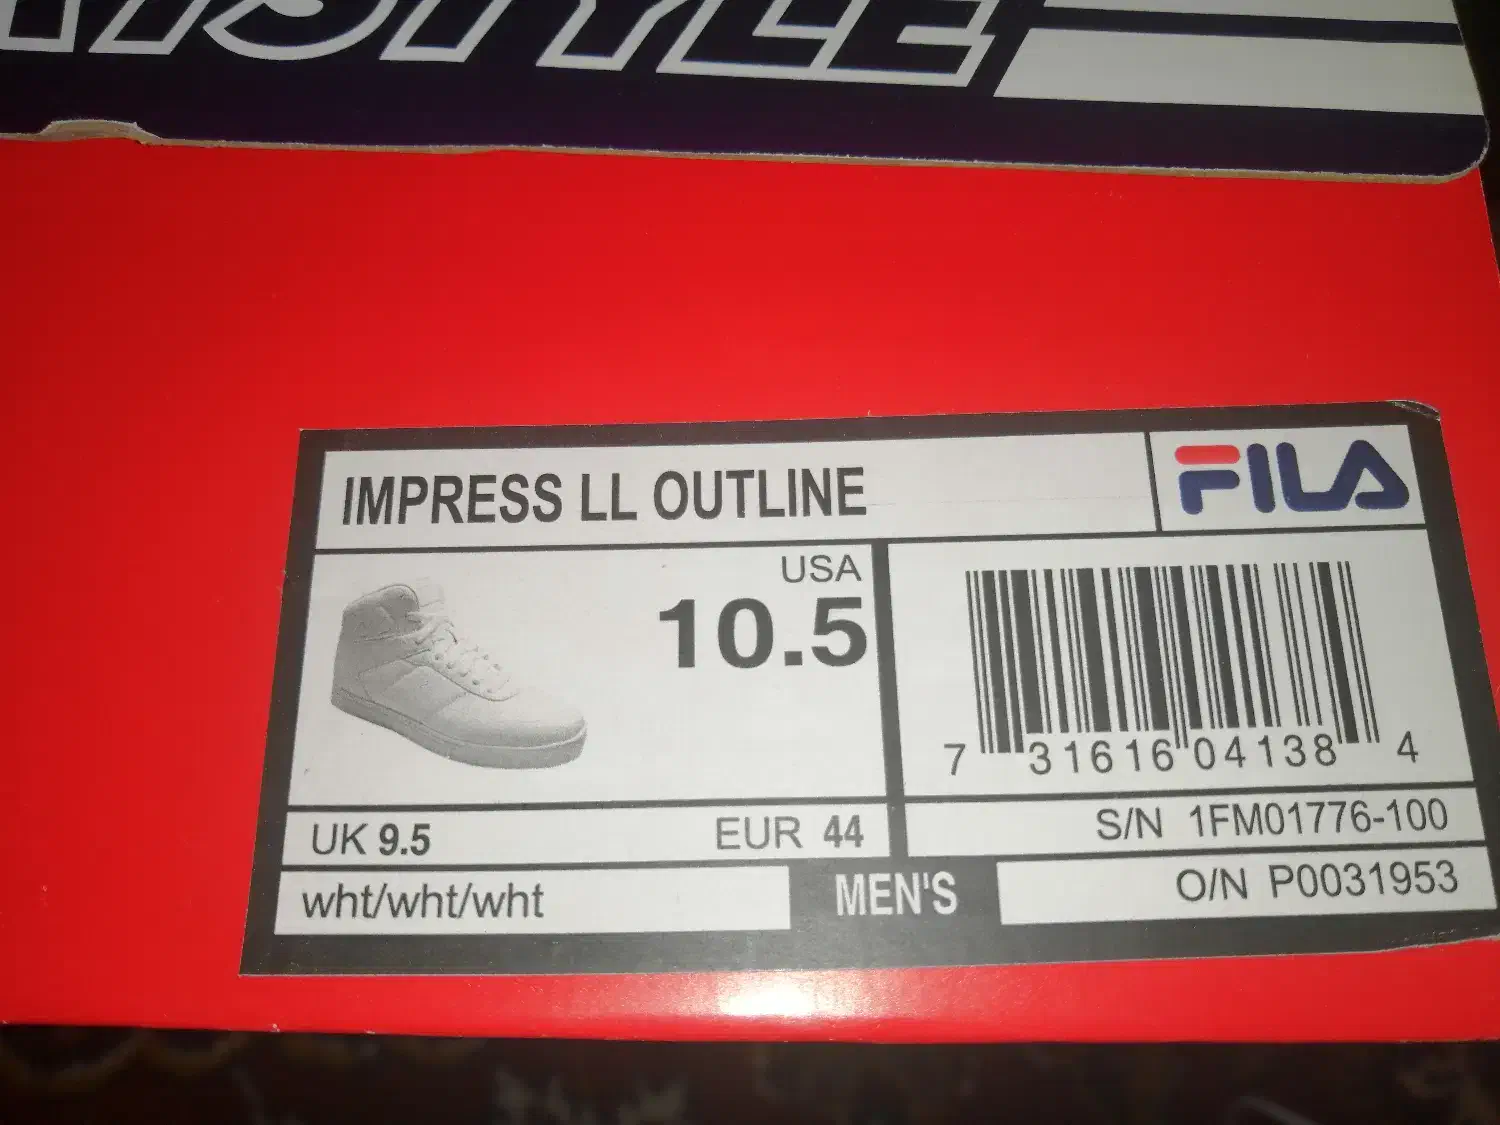 IMPRESS LL OUTLINE
FILA
USA
10.5
7 31616 04138 4
UK 9.5
EUR 44
S/N 1FM01776-100
wht/wht/wht
MEN'S
O/N P0031953